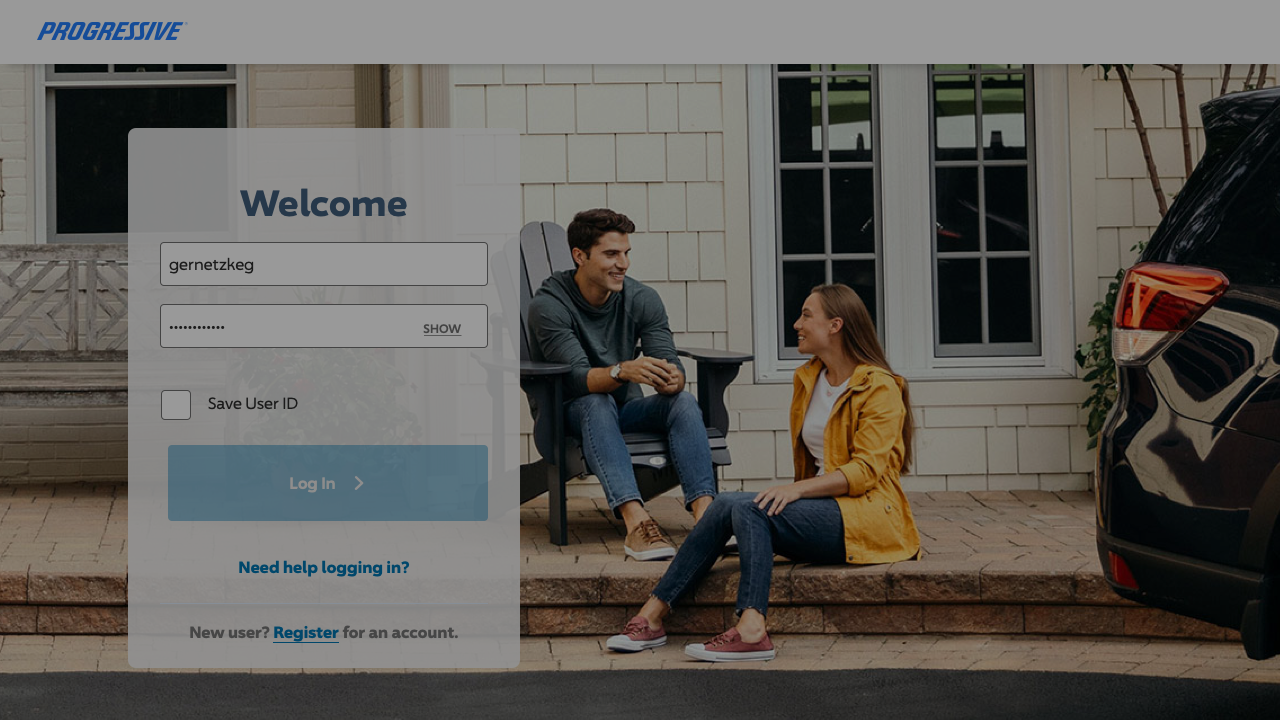 PROGRESSIVE
Welcome
gernetzkeg
••••••••••••
SHOW
Save User ID
Log In
Need help logging in?
New user? Register for an account.